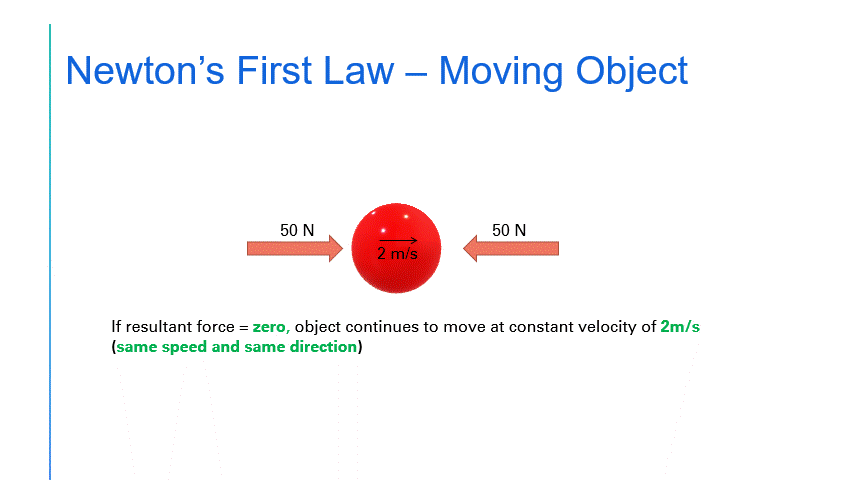 Newton’s First Law – Moving Object
50 N
50 N
2 m/s
If resultant force = zero, object continues to move at constant velocity of 2m/s
(same speed and same direction)